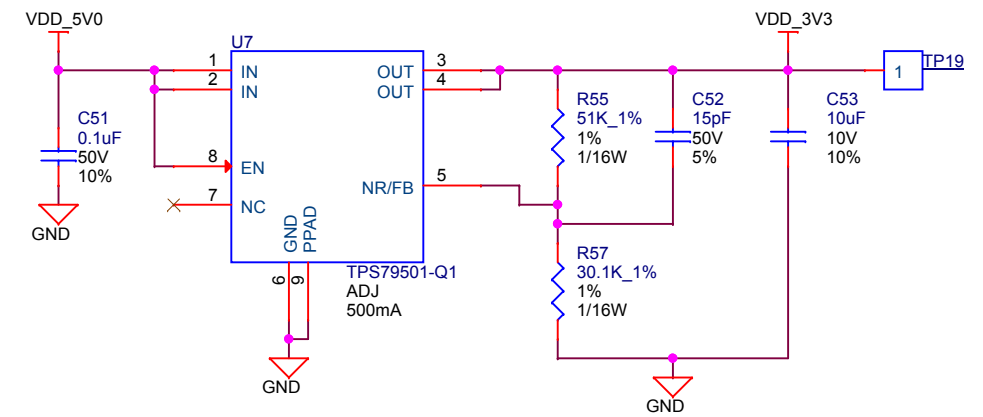 VDD_5V0
VDD_3V3
U7
TP19
1
IN
OUT
3
1
2
IN
OUT
4
C51
0.1uF
50V
10%
R55
51K_1%
1%
1/16W
C52
15pF
50V
5%
C53
10uF
10V
10%
8
EN
NR/FB
5
7
NC
GND
GND
PPAD
6
9
TPS79501-Q1
ADJ
500mA
R57
30.1K_1%
1%
1/16W
GND
GND